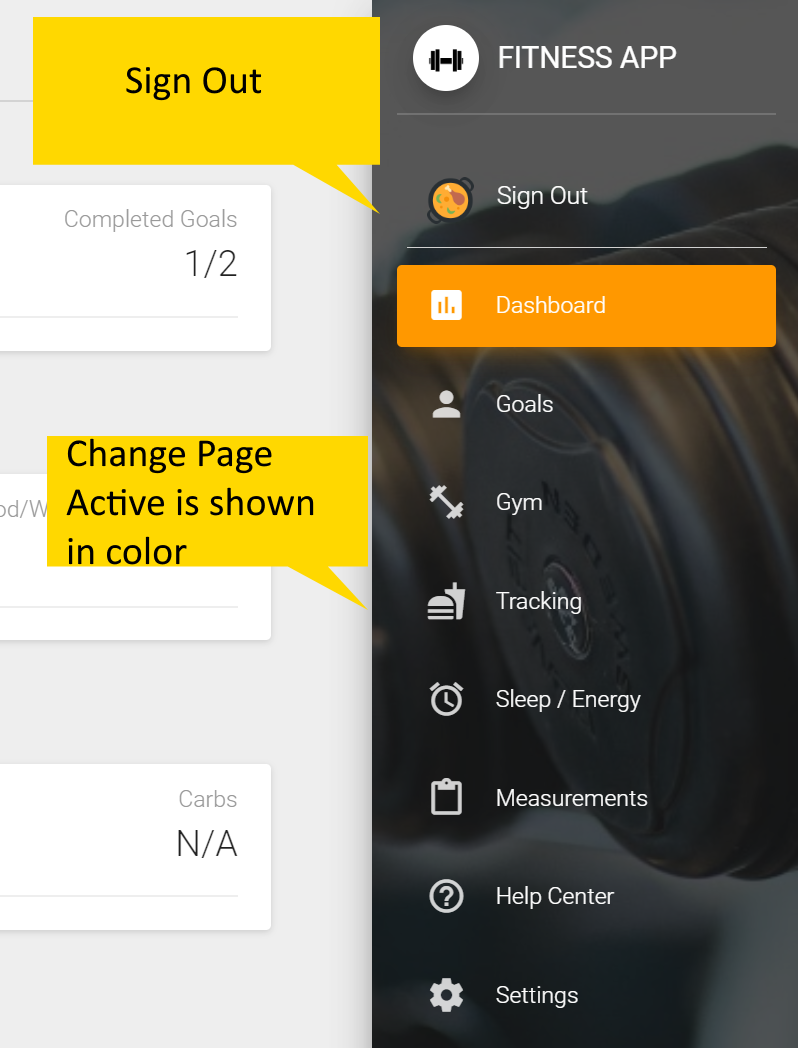 Sign Out
Completed Goals
1/2
Change Page
Active is shown
in color
od/W
Carbs
N/A
FITNESS APP
Sign Out
Dashboard
Goals
Gym
Tracking
Sleep / Energy
Measurements
Help Center
Settings